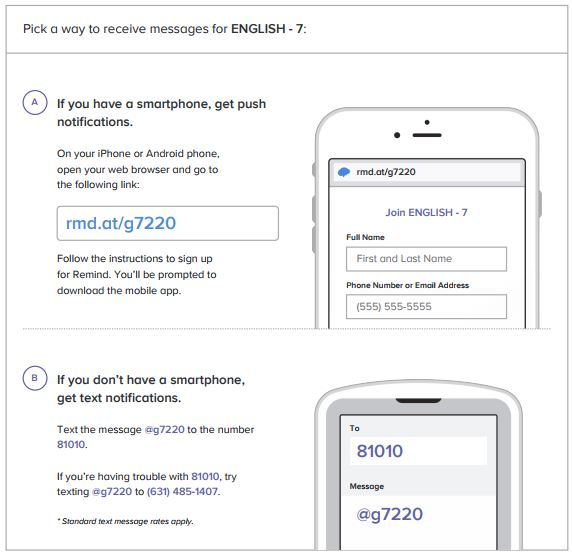 Pick a way to receive messages for ENGLISH - 7:
A
If you have a smartphone, get push
notifications.
On your iPhone or Android phone,
open your web browser and go to
the following link:
rmd.at/g7220
Follow the instructions to sign up
for Remind. You'll be prompted to
download the mobile app.
rmd.at/g7220
Join ENGLISH - 7
Full Name
First and Last Name
Phone Number or Email Address
(555) 555-5555
B
If you don't have a smartphone,
get text notifications.
Text the message @g7220 to the number
81010.
If you're having trouble with 81010, try
texting @g7220 to (631) 485-1407.
* Standard text message rates apply.
To
81010
Message
@g7220